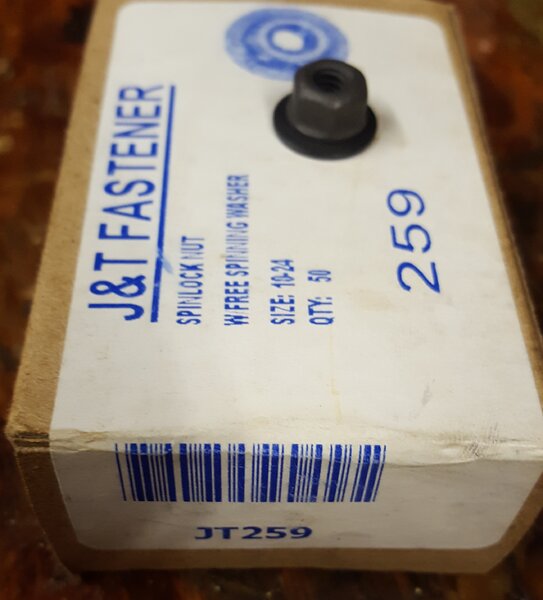 J&T FASTENER
SPINLOCK NUT
W/FREE SPINNING WASHER
SIZE: 10-24
QTY: 50
259
JT259